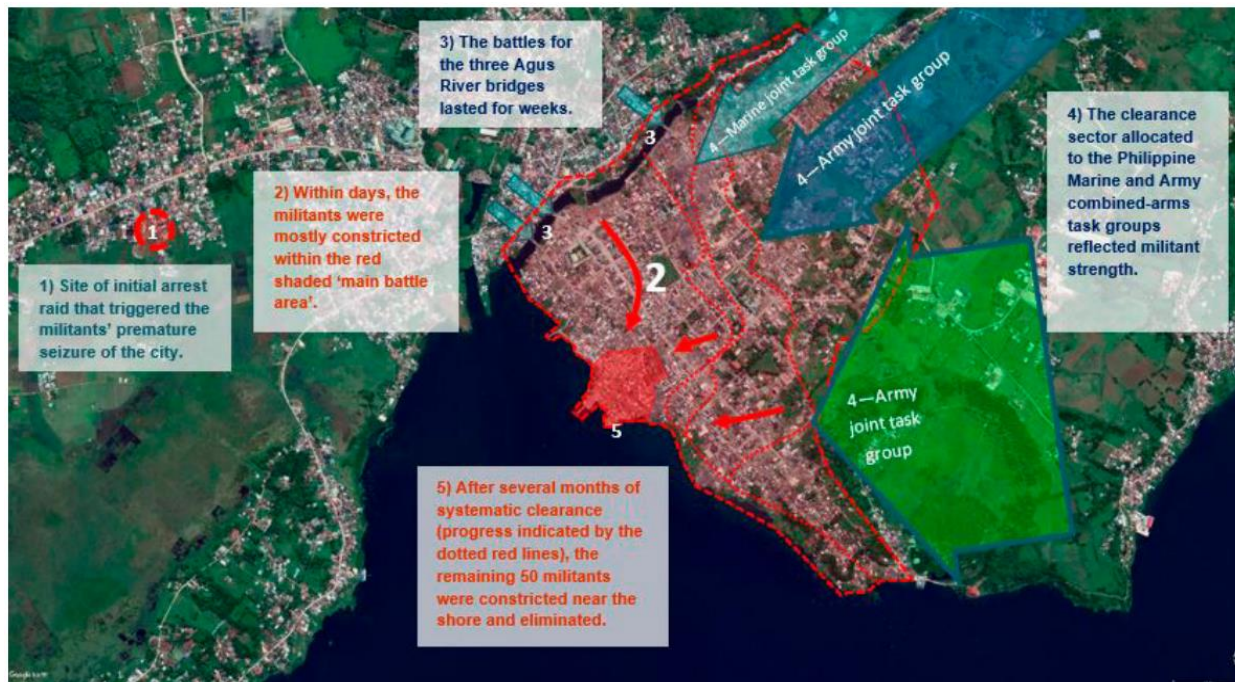 3) The battles for
the three Agus
River bridges
lasted for weeks.
4—Marine joint task group
4—Army joint task group
4) The clearance
sector allocated
to the Philippine
Marine and Army
combined-arms
task groups
reflected militant
strength.
3
2) Within days, the
militants were
mostly constricted
within the red
shaded ‘main battle
area’.
1
3
2
1) Site of initial arrest
raid that triggered the
militants’ premature
seizure of the city.
4—Army
joint task
group
5
5) After several months of
systematic clearance
(progress indicated by the
dotted red lines), the
remaining 50 militants
were constricted near the
shore and eliminated.
Google Earth